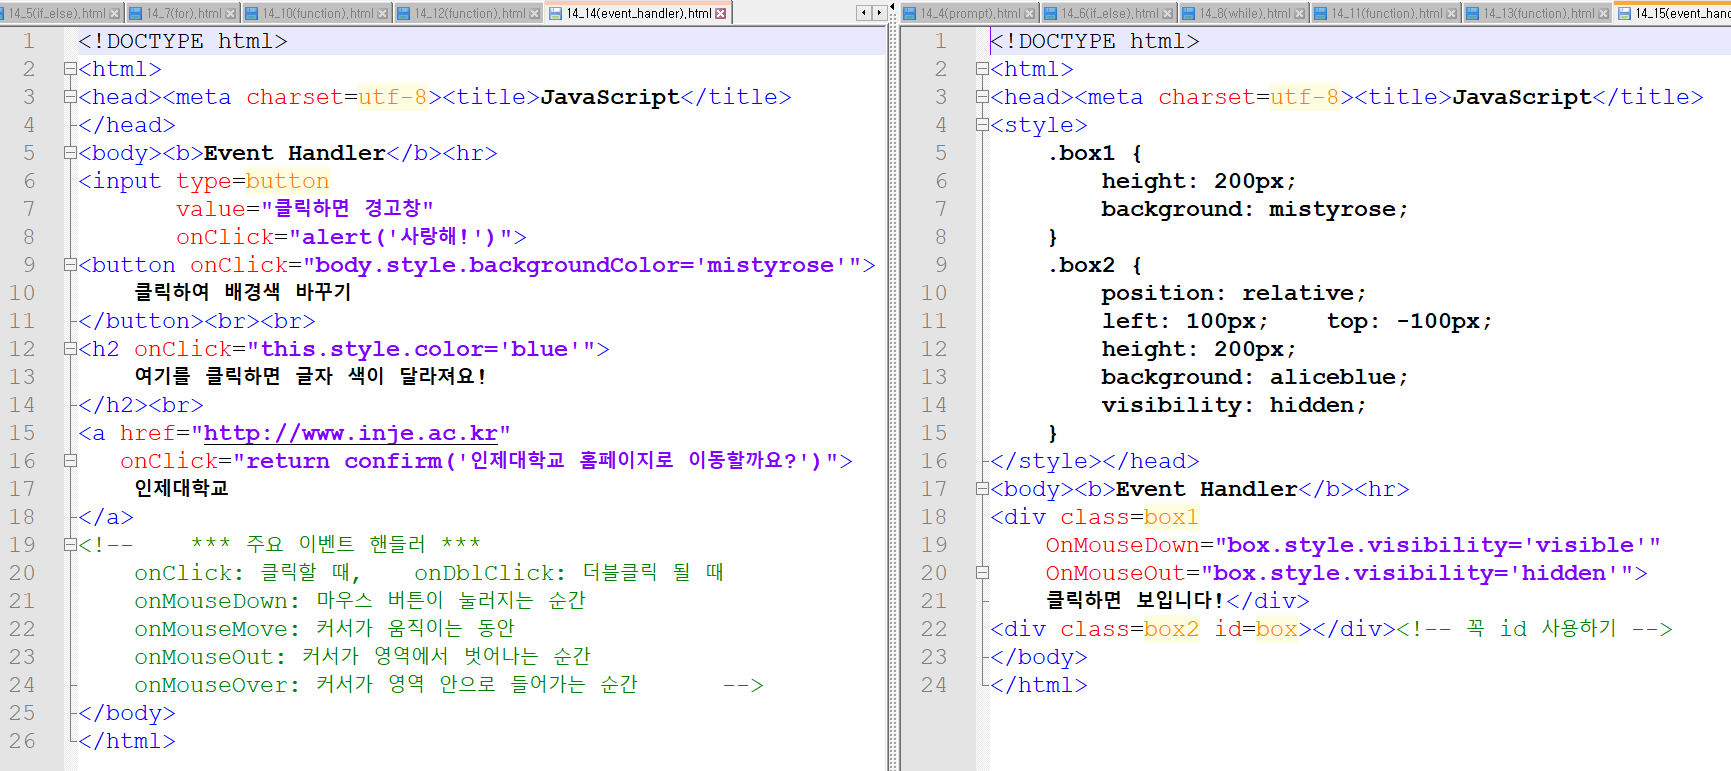 14_5(if_else),html 14_7(for),html 14_10(function),html 14_12(function),html 14_14(event_handler),html
1 <!DOCTYPE html>
2 <html>
3 <head><meta charset=utf-8><title>JavaScript</title>
4 </head>
5 <body><b>Event Handler</b><hr>
6 <input type=button
7 value="클릭하면 경고창"
8 onClick="alert('사랑해!')">
9 <button onClick="body.style.backgroundColor='mistyrose'">
10 클릭하여 배경색 바꾸기
11 </button><br><br>
12 <h2 onClick="this.style.color='blue'">
13 여기를 클릭하면 글자 색이 달라져요!
14 </h2><br>
15 <a href="http://www.inje.ac.kr"
16 onClick="return confirm('인제대학교 홈페이지로 이동할까요?')">
17 인제대학교
18 </a>
19 <!-- *** 주요 이벤트 핸들러 ***
20 onClick: 클릭할 때, onDblClick: 더블클릭 될 때
21 onMouseDown: 마우스 버튼이 눌러지는 순간
22 onMouseMove: 커서가 움직이는 동안
23 onMouseOut: 커서가 영역에서 벗어나는 순간
24 onMouseOver: 커서가 영역 안으로 들어가는 순간 -->
25 </body>
26 </html>
14_4(prompt),html 14_6(if_else),html 14_8(while),html 14_11(function),html 14_13(function),html 14_15(event_hand
1 <!DOCTYPE html>
2 <html>
3 <head><meta charset=utf-8><title>JavaScript</title>
4 <style>
5 .box1 {
6 height: 200px;
7 background: mistyrose;
8 }
9 .box2 {
10 position: relative;
11 left: 100px; top: -100px;
12 height: 200px;
13 background: aliceblue;
14 visibility: hidden;
15 }
16 </style></head>
17 <body><b>Event Handler</b><hr>
18 <div class=box1
19 OnMouseDown="box.style.visibility='visible'"
20 OnMouseOut="box.style.visibility='hidden'">
21 클릭하면 보입니다!</div>
22 <div class=box2 id=box></div><!-- 꼭 id 사용하기 -->
23 </body>
24 </html>